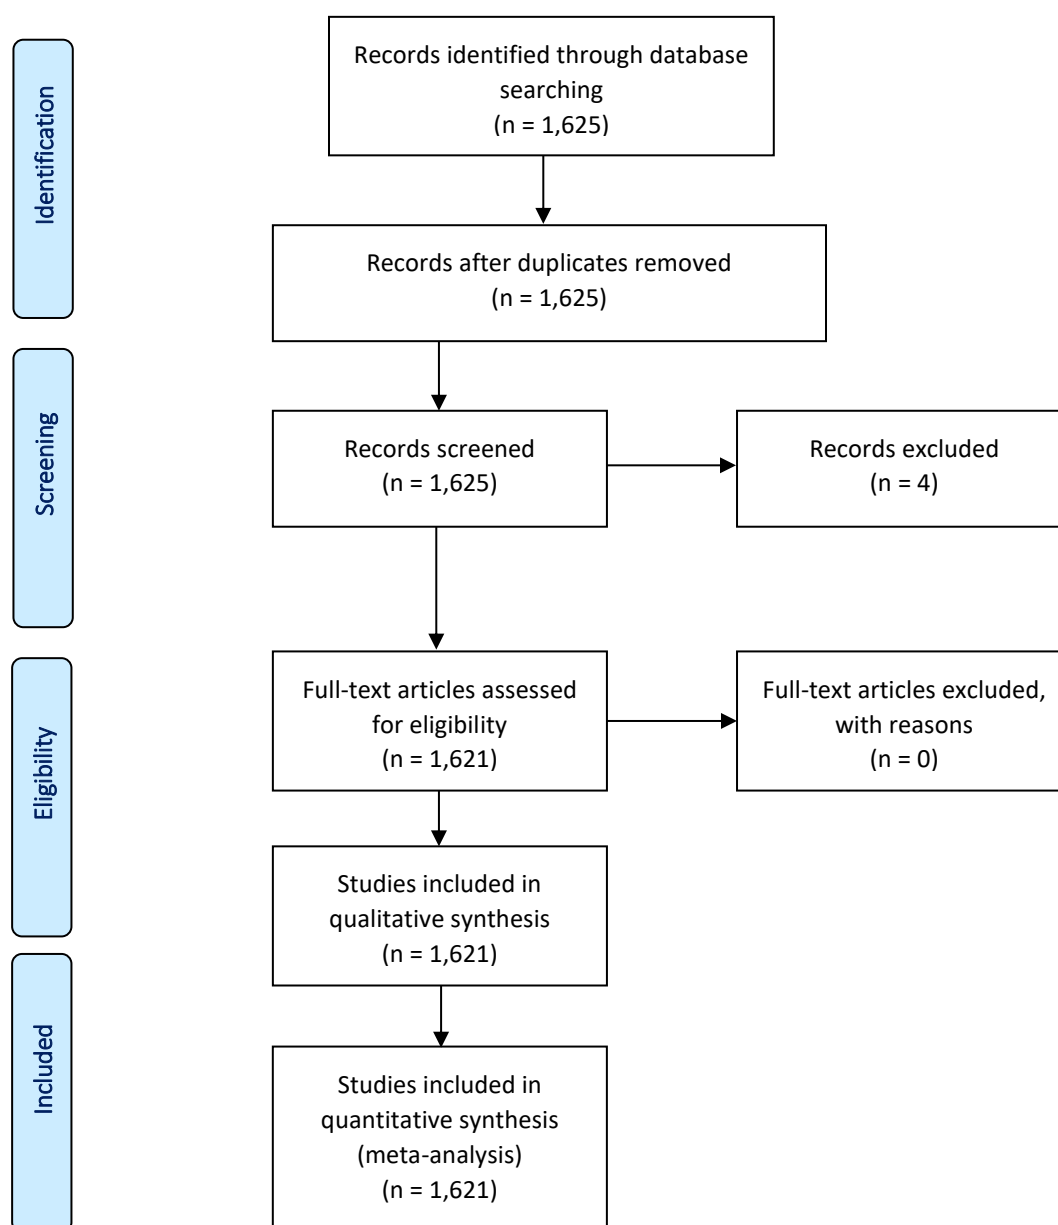 Identification
Records identified through database
searching
(n = 1,625)
Records after duplicates removed
(n = 1,625)
Screening
Records screened
(n = 1,625)
Records excluded
(n = 4)
Eligibility
Full-text articles assessed
for eligibility
(n = 1,621)
Full-text articles excluded,
with reasons
(n = 0)
Studies included in
qualitative synthesis
(n = 1,621)
Included
Studies included in
quantitative synthesis
(meta-analysis)
(n = 1,621)